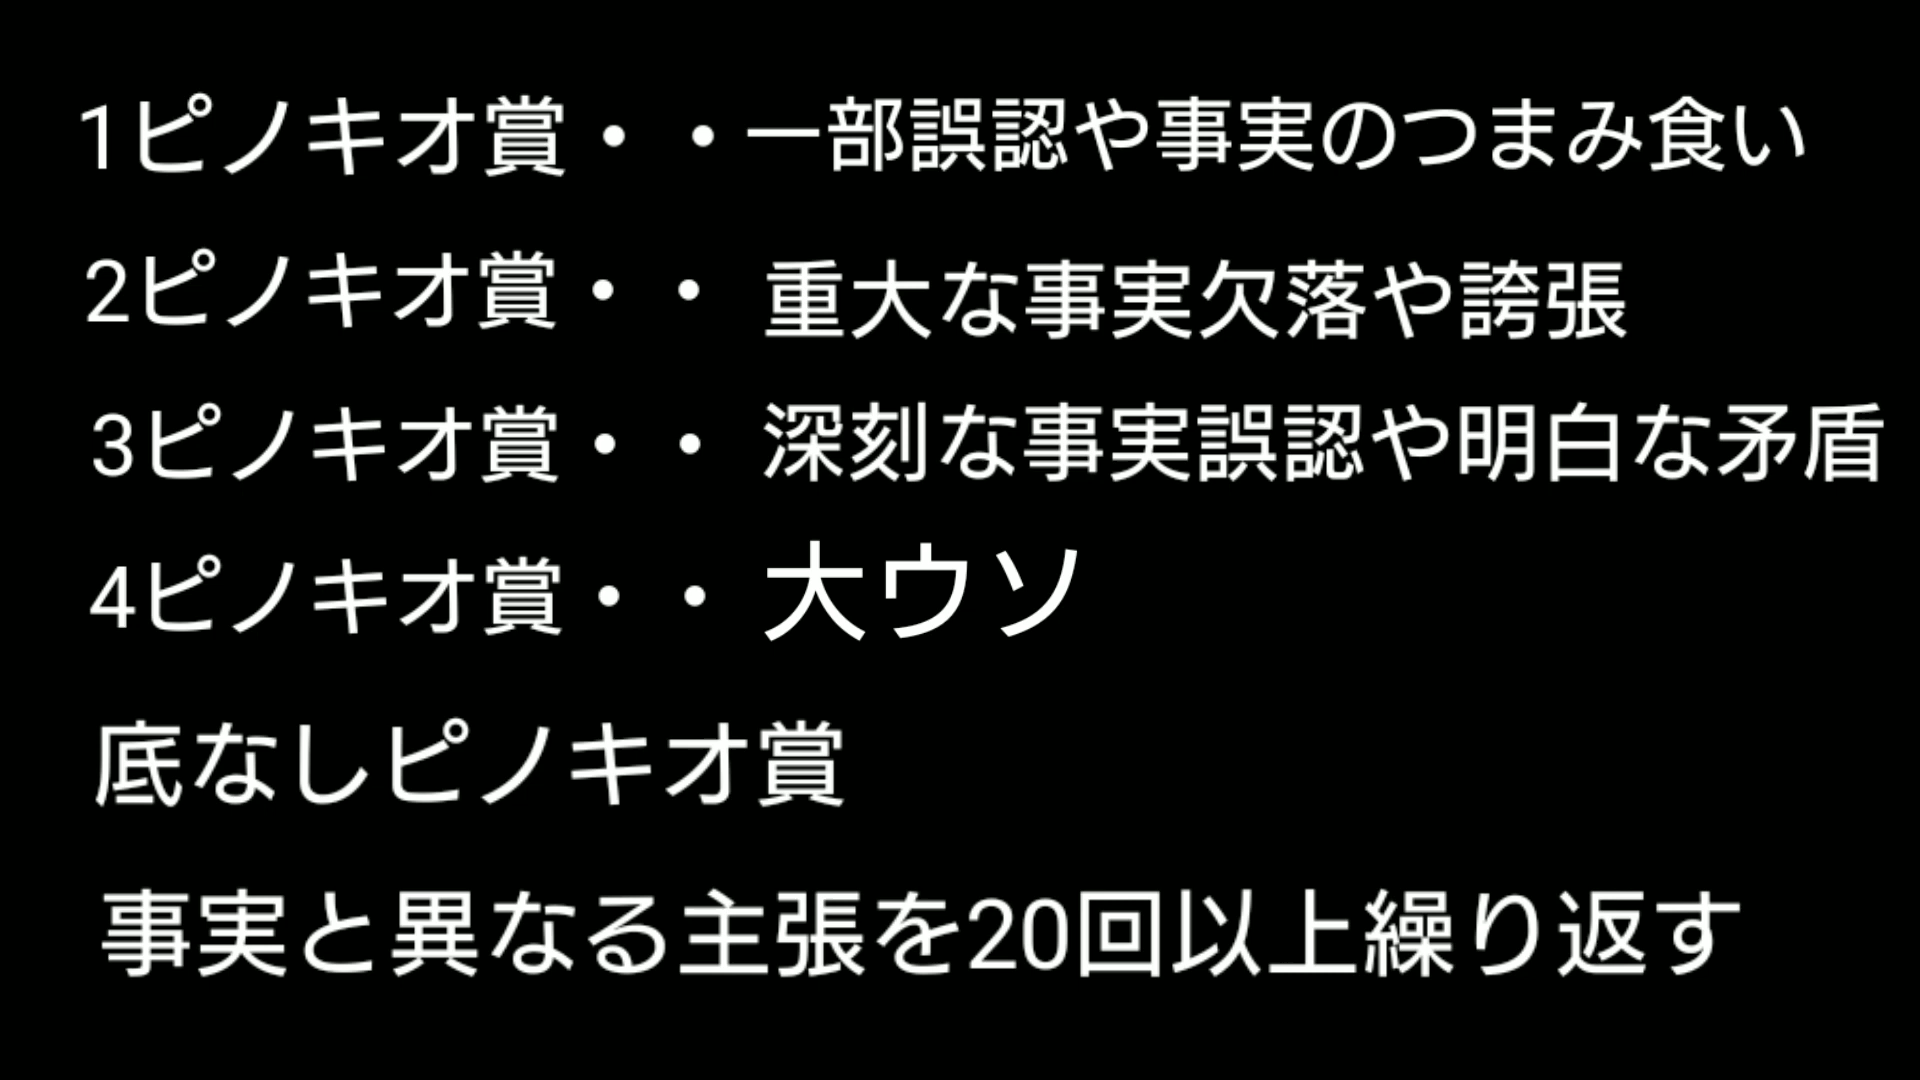 1ピノキオ賞・・一部誤認や事実のつまみ食い
2ピノキオ賞・・ 重大な事実欠落や誇張
3ピノキオ賞・・ 深刻な事実誤認や明白な矛盾
4ピノキオ賞・・ 大ウソ
底なしピノキオ賞
事実と異なる主張を20回以上繰り返す